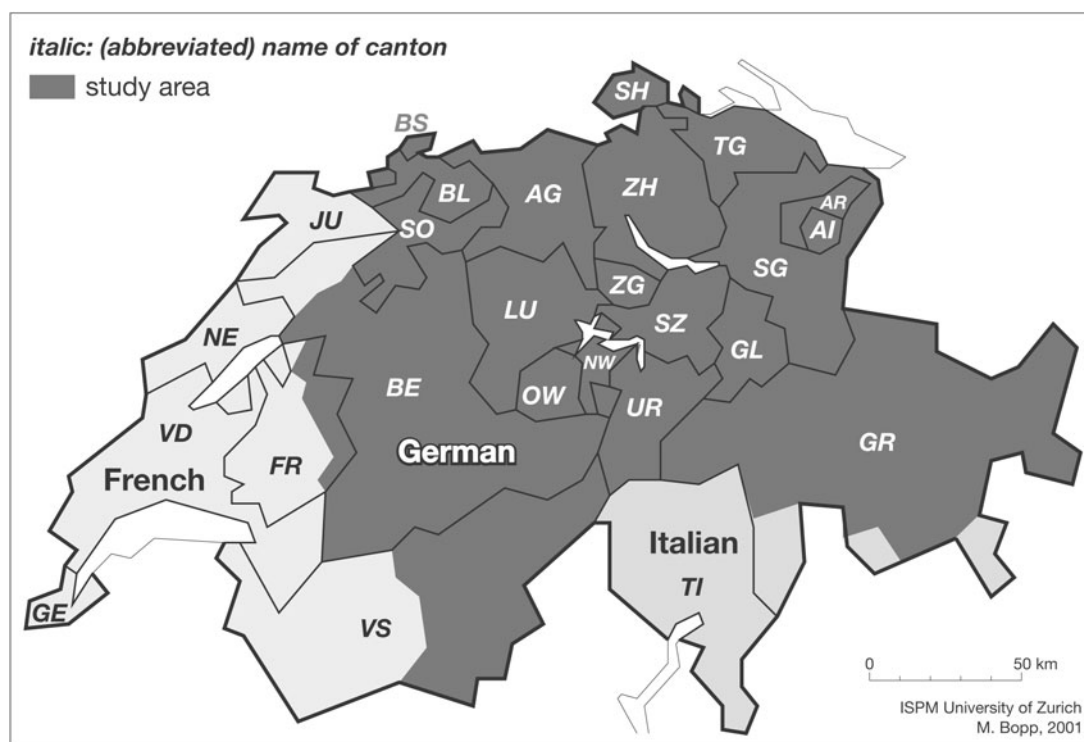 italic: (abbreviated) name of canton
study area
SH
BS
TG
BL
AG
ZH
AR
JU
SO
AI
SG
ZG
LU
SZ
NE
NW
GL
BE
OW
UR
VD
FR
German
GR
French
Italian
TI
GE
VS
0 50 km
ISPM University of Zurich
M. Bopp, 2001